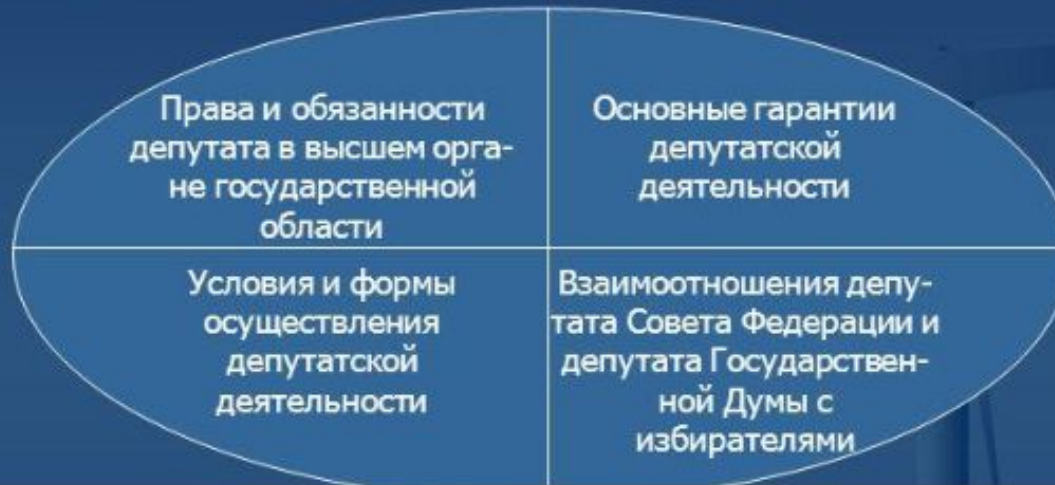 Права и обязанности
депутата в высшем орга-
не государственной
области
Основные гарантии
депутатской
деятельности
Условия и формы
осуществления
депутатской
деятельности
Взаимоотношения депу-
тата Совета Федерации и
депутата Государствен-
ной Думы с
избирателями